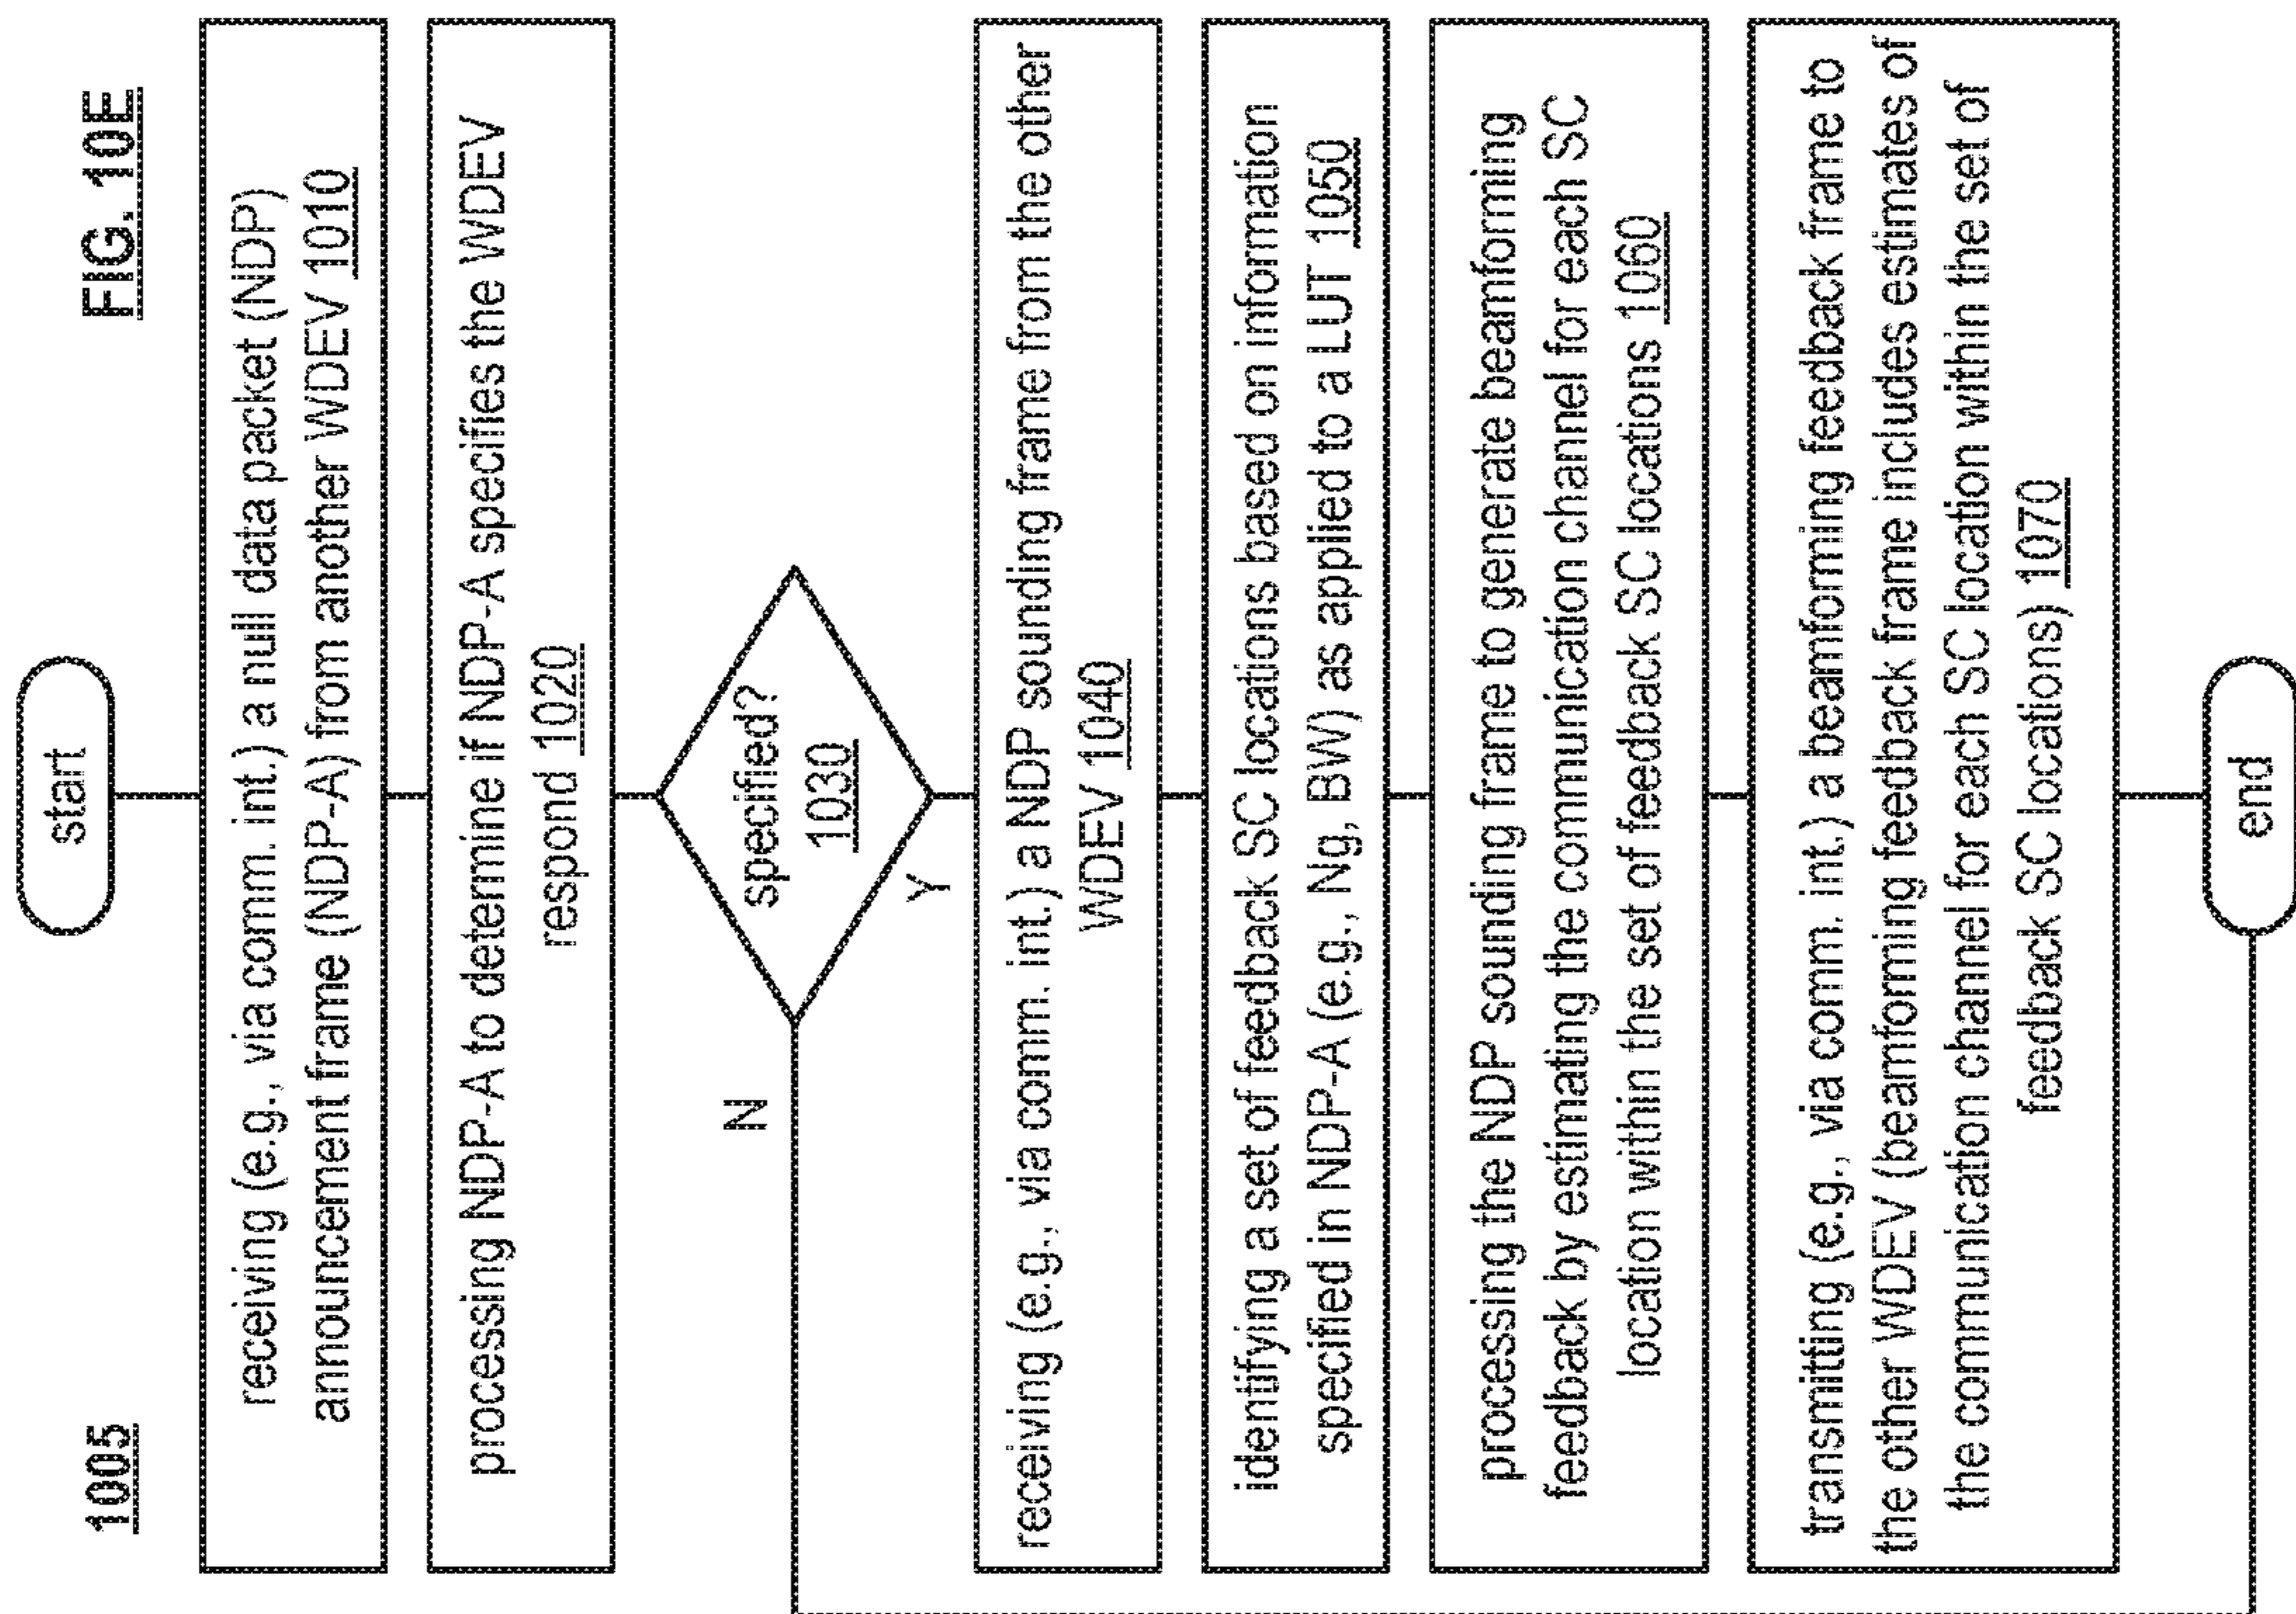 1005
FIG. 10E
start
receiving (e.g., via comm. int.) a null data packet (NDP)
announcement frame (NDP-A) from another WDEV 1010
processing NDP-A to determine if NDP-A specifies the WDEV
respond 1020
specified?
1030
N
Y
receiving (e.g., via comm. int.) a NDP sounding frame from the other
WDEV 1040
identifying a set of feedback SC locations based on information
specified in NDP-A (e.g., Ng, BW) as applied to a LUT 1050
processing the NDP sounding frame to generate beamforming
feedback by estimating the communication channel for each SC
location within the set of feedback SC locations 1060
transmitting (e.g., via comm. int.) a beamforming feedback frame to
the other WDEV (beamforming feedback frame includes estimates of
the communication channel for each SC location within the set of
feedback SC locations) 1070
end